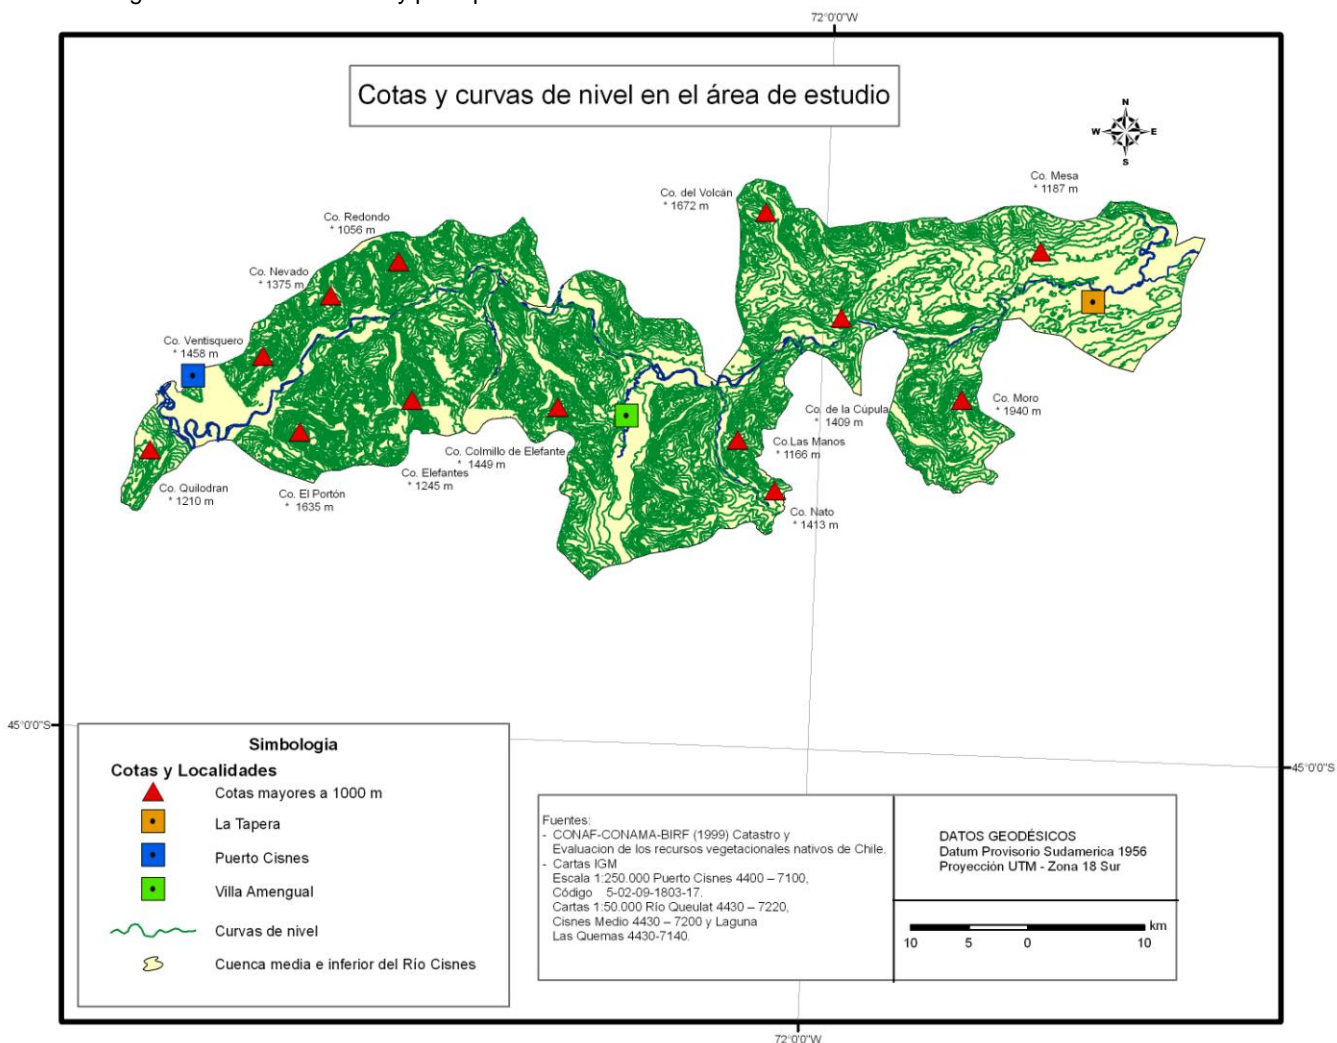 72°0'0"W
Cotas y curvas de nivel en el área de estudio
N
W E
S
Co. Mesa
* 1187 m
Co. del Volcán
* 1672 m
Co. Redondo
* 1056 m
Co. Nevado
* 1375 m
Co. Ventisquero
* 1458 m
Co. Moro
* 1940 m
Co. de la Cúpula
* 1409 m
Co.Las Manos
* 1166 m
Co. Colmillo de Elefante
* 1449 m
Co. Elefantes
* 1245 m
Co. Quilodran
* 1210 m
Co. El Portón
* 1635 m
Co. Nato
* 1413 m
45°0'0"S
45°0'0"S
Simbologia
Cotas y Localidades
Cotas mayores a 1000 m
La Tapera
Puerto Cisnes
Villa Amengual
Curvas de nivel
Cuenca media e inferior del Río Cisnes
Fuentes:
- CONAF-CONAMA-BIRF (1999) Catastro y
Evaluacion de los recursos vegetacionales nativos de Chile.
- Cartas IGM
Escala 1:250.000 Puerto Cisnes 4400 – 7100,
Código 5-02-09-1803-17.
Cartas 1:50.000 Río Queulat 4430 – 7220,
Cisnes Medio 4430 – 7200 y Laguna
Las Quemas 4430-7140.
DATOS GEODÉSICOS
Datum Provisorio Sudamerica 1956
Proyección UTM - Zona 18 Sur
km
10 5 0 10
72°0'0"W